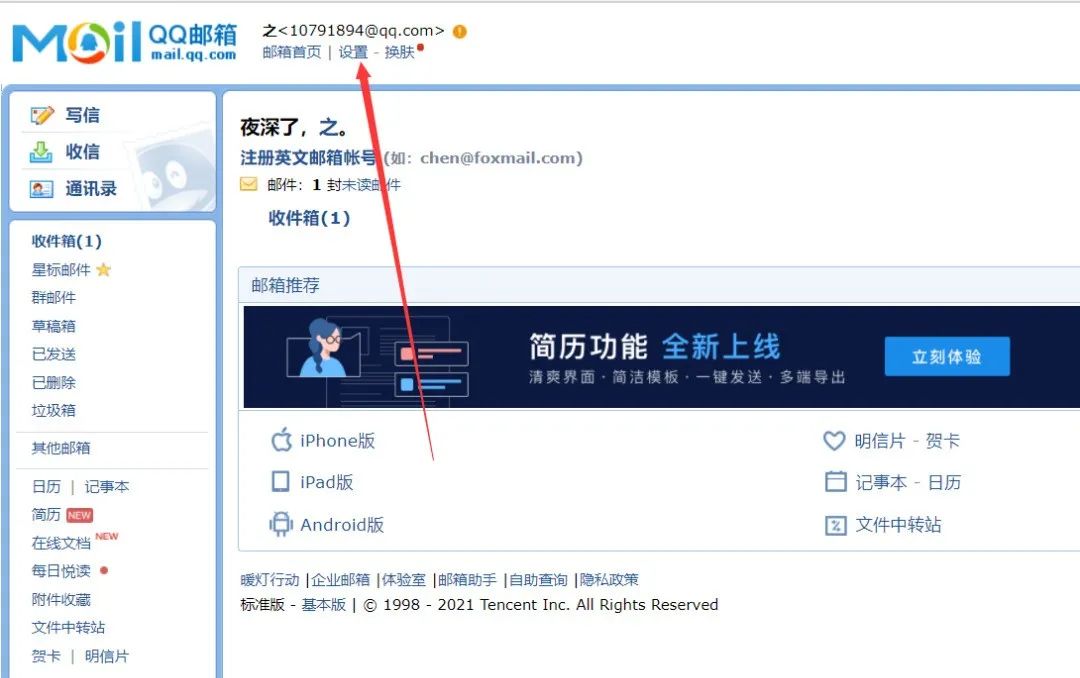 Mail QQ邮箱
mail.qq.com
之<10791894@qq.com>
邮箱首页 | 设置 - 换肤
写信
收信
通讯录
夜深了，之。
注册英文邮箱帐号(如：chen@foxmail.com)
邮件：1 封未读邮件
收件箱(1)
收件箱(1)
星标邮件
群邮件
草稿箱
已发送
已删除
垃圾箱
其他邮箱
日历 | 记事本
简历 NEW
在线文档 NEW
每日悦读
附件收藏
文件中转站
贺卡 | 明信片
邮箱推荐
简历功能 全新上线
清爽界面·简洁模板·一键发送·多端导出
立刻体验
iPhone版
明信片 - 贺卡
iPad版
记事本 - 日历
Android版
文件中转站
暖灯行动 |企业邮箱 |体验室 |邮箱助手 |自助查询 |隐私政策
标准版 - 基本版 | © 1998 - 2021 Tencent Inc. All Rights Reserved